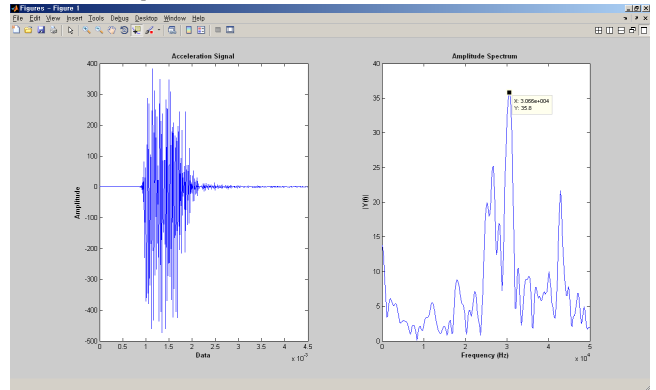 Figures - Figure 1
File Edit View Insert Tools Debug Desktop Window Help
Acceleration Signal
400
300
200
100
0
-100
-200
-300
-400
-500
Amplitude
0 0.5 1 1.5 2 2.5 3 3.5 4 4.5
x 10^-3
Data
Amplitude Spectrum
40
35
30
25
20
15
10
5
0
|Y(f)|
X: 3.066e+004
Y: 35.8
0 1 2 3 4 5
x 10^4
Frequency (Hz)